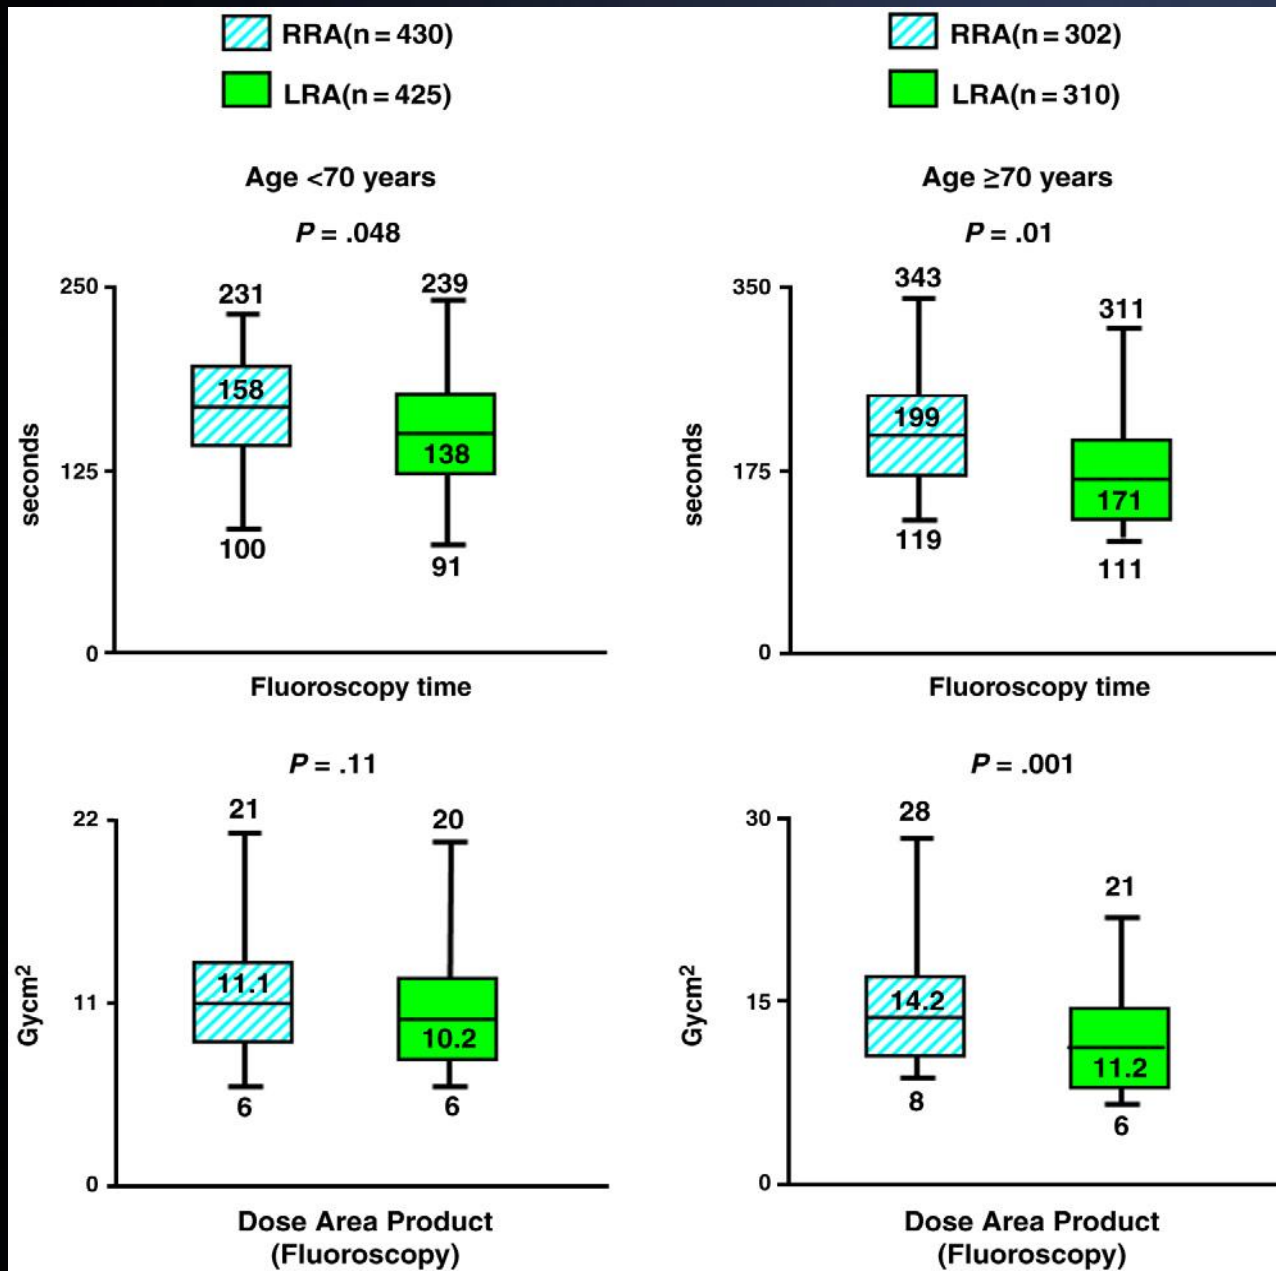 RRA(n = 430)
LRA(n = 425)
RRA(n = 302)
LRA(n = 310)
Age <70 years
P = .048
250
125
0
seconds
231
158
100
239
138
91
Fluoroscopy time
Age ≥70 years
P = .01
350
175
0
seconds
343
199
119
311
171
111
Fluoroscopy time
P = .11
22
11
0
Gycm²
21
11.1
6
20
10.2
6
Dose Area Product
(Fluoroscopy)
P = .001
30
15
0
Gycm²
28
14.2
8
21
11.2
6
Dose Area Product
(Fluoroscopy)